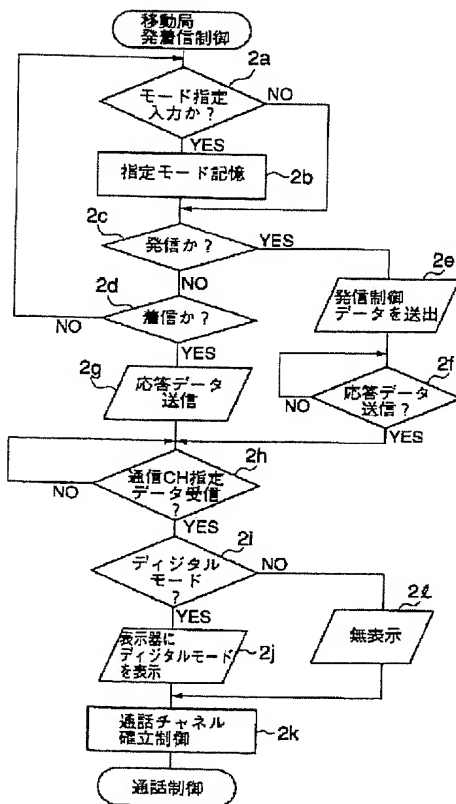 移動局
発着信制御
2a
モード指定
入力か?
NO
YES
指定モード記憶
2b
2c
発信か?
YES
NO
2e
発信制御
データを送出
2d
着信か?
NO
YES
2f
応答データ
送信?
NO
YES
2g
応答データ
送信
2h
通信CH指定
データ受信
?
NO
YES
2i
ディジタル
モード
?
NO
YES
2ℓ
無表示
表示器に
ディジタルモード
を表示
2j
通話チャネル
確立制御
2k
通話制御